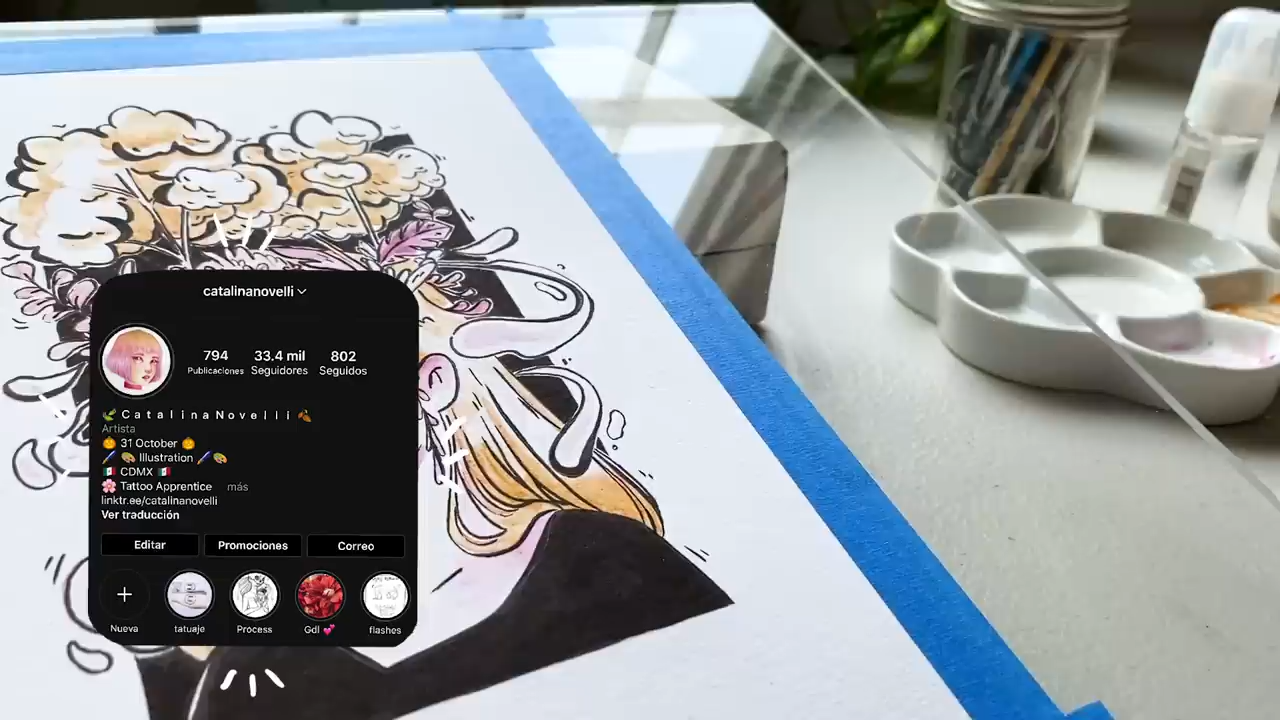 catalinanovelli
794 33.4 mil 802
Publicaciones Seguidores Seguidos
🌿 C a t a l i n a N o v e l l i 🍂
Artista
🎃 31 October 🎃
🖊️ 🎨 Illustration 🖊️ 🎨
🇲🇽 CDMX 🇲🇽
🌸 Tattoo Apprentice más
linktr.ee/catalinanovelli
Ver traducción
Editar Promociones Correo
Nueva tatuaje Process Gdl 💕 flashes